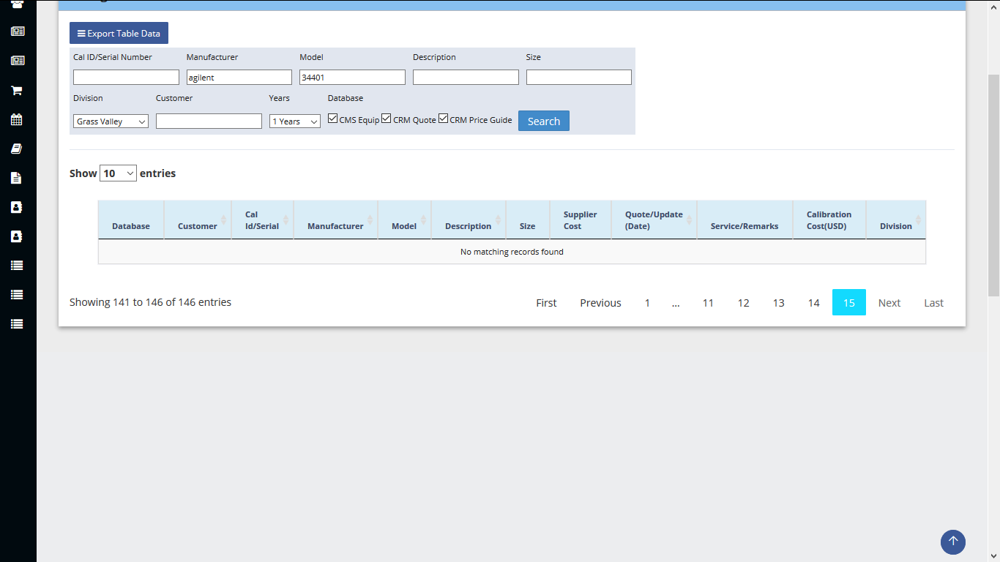 Export Table Data
Cal ID/Serial Number Manufacturer Model Description Size
agilent 34401
Division Customer Years Database
Grass Valley 1 Years CMS Equip CRM Quote CRM Price Guide Search
Show 10 entries
Database Customer Cal Id/Serial Manufacturer Model Description Size Supplier Cost Quote/Update (Date) Service/Remarks Calibration Cost(USD) Division
No matching records found
Showing 141 to 146 of 146 entries First Previous 1 ... 11 12 13 14 15 Next Last